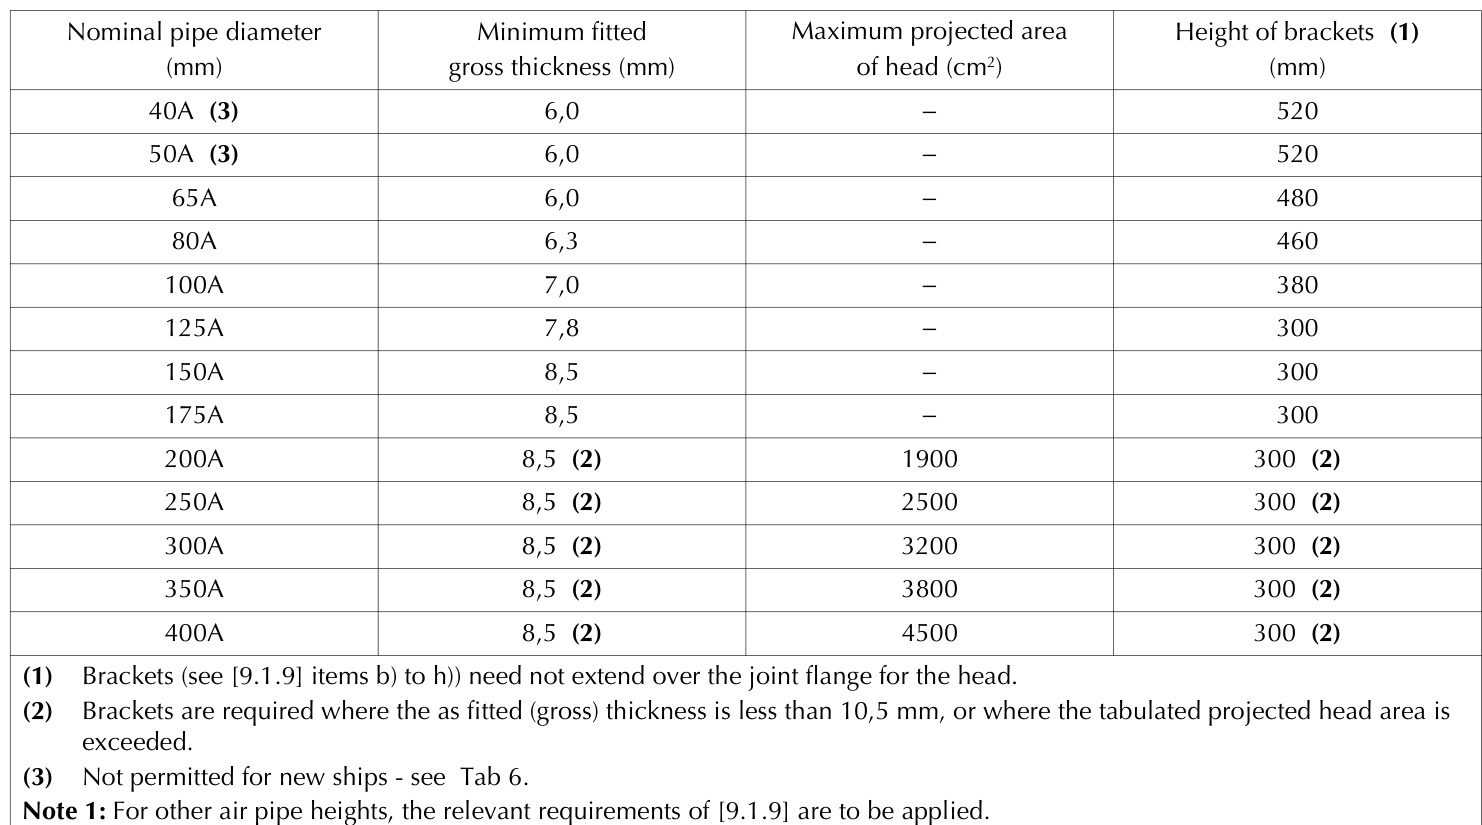 Nominal pipe diameter (mm) | Minimum fitted gross thickness (mm) | Maximum projected area of head (cm²) | Height of brackets (1) (mm)
40A (3) | 6,0 | – | 520
50A (3) | 6,0 | – | 520
65A | 6,0 | – | 480
80A | 6,3 | – | 460
100A | 7,0 | – | 380
125A | 7,8 | – | 300
150A | 8,5 | – | 300
175A | 8,5 | – | 300
200A | 8,5 (2) | 1900 | 300 (2)
250A | 8,5 (2) | 2500 | 300 (2)
300A | 8,5 (2) | 3200 | 300 (2)
350A | 8,5 (2) | 3800 | 300 (2)
400A | 8,5 (2) | 4500 | 300 (2)
(1) Brackets (see [9.1.9] items b) to h)) need not extend over the joint flange for the head.
(2) Brackets are required where the as fitted (gross) thickness is less than 10,5 mm, or where the tabulated projected head area is
exceeded.
(3) Not permitted for new ships - see Tab 6.
Note 1: For other air pipe heights, the relevant requirements of [9.1.9] are to be applied.